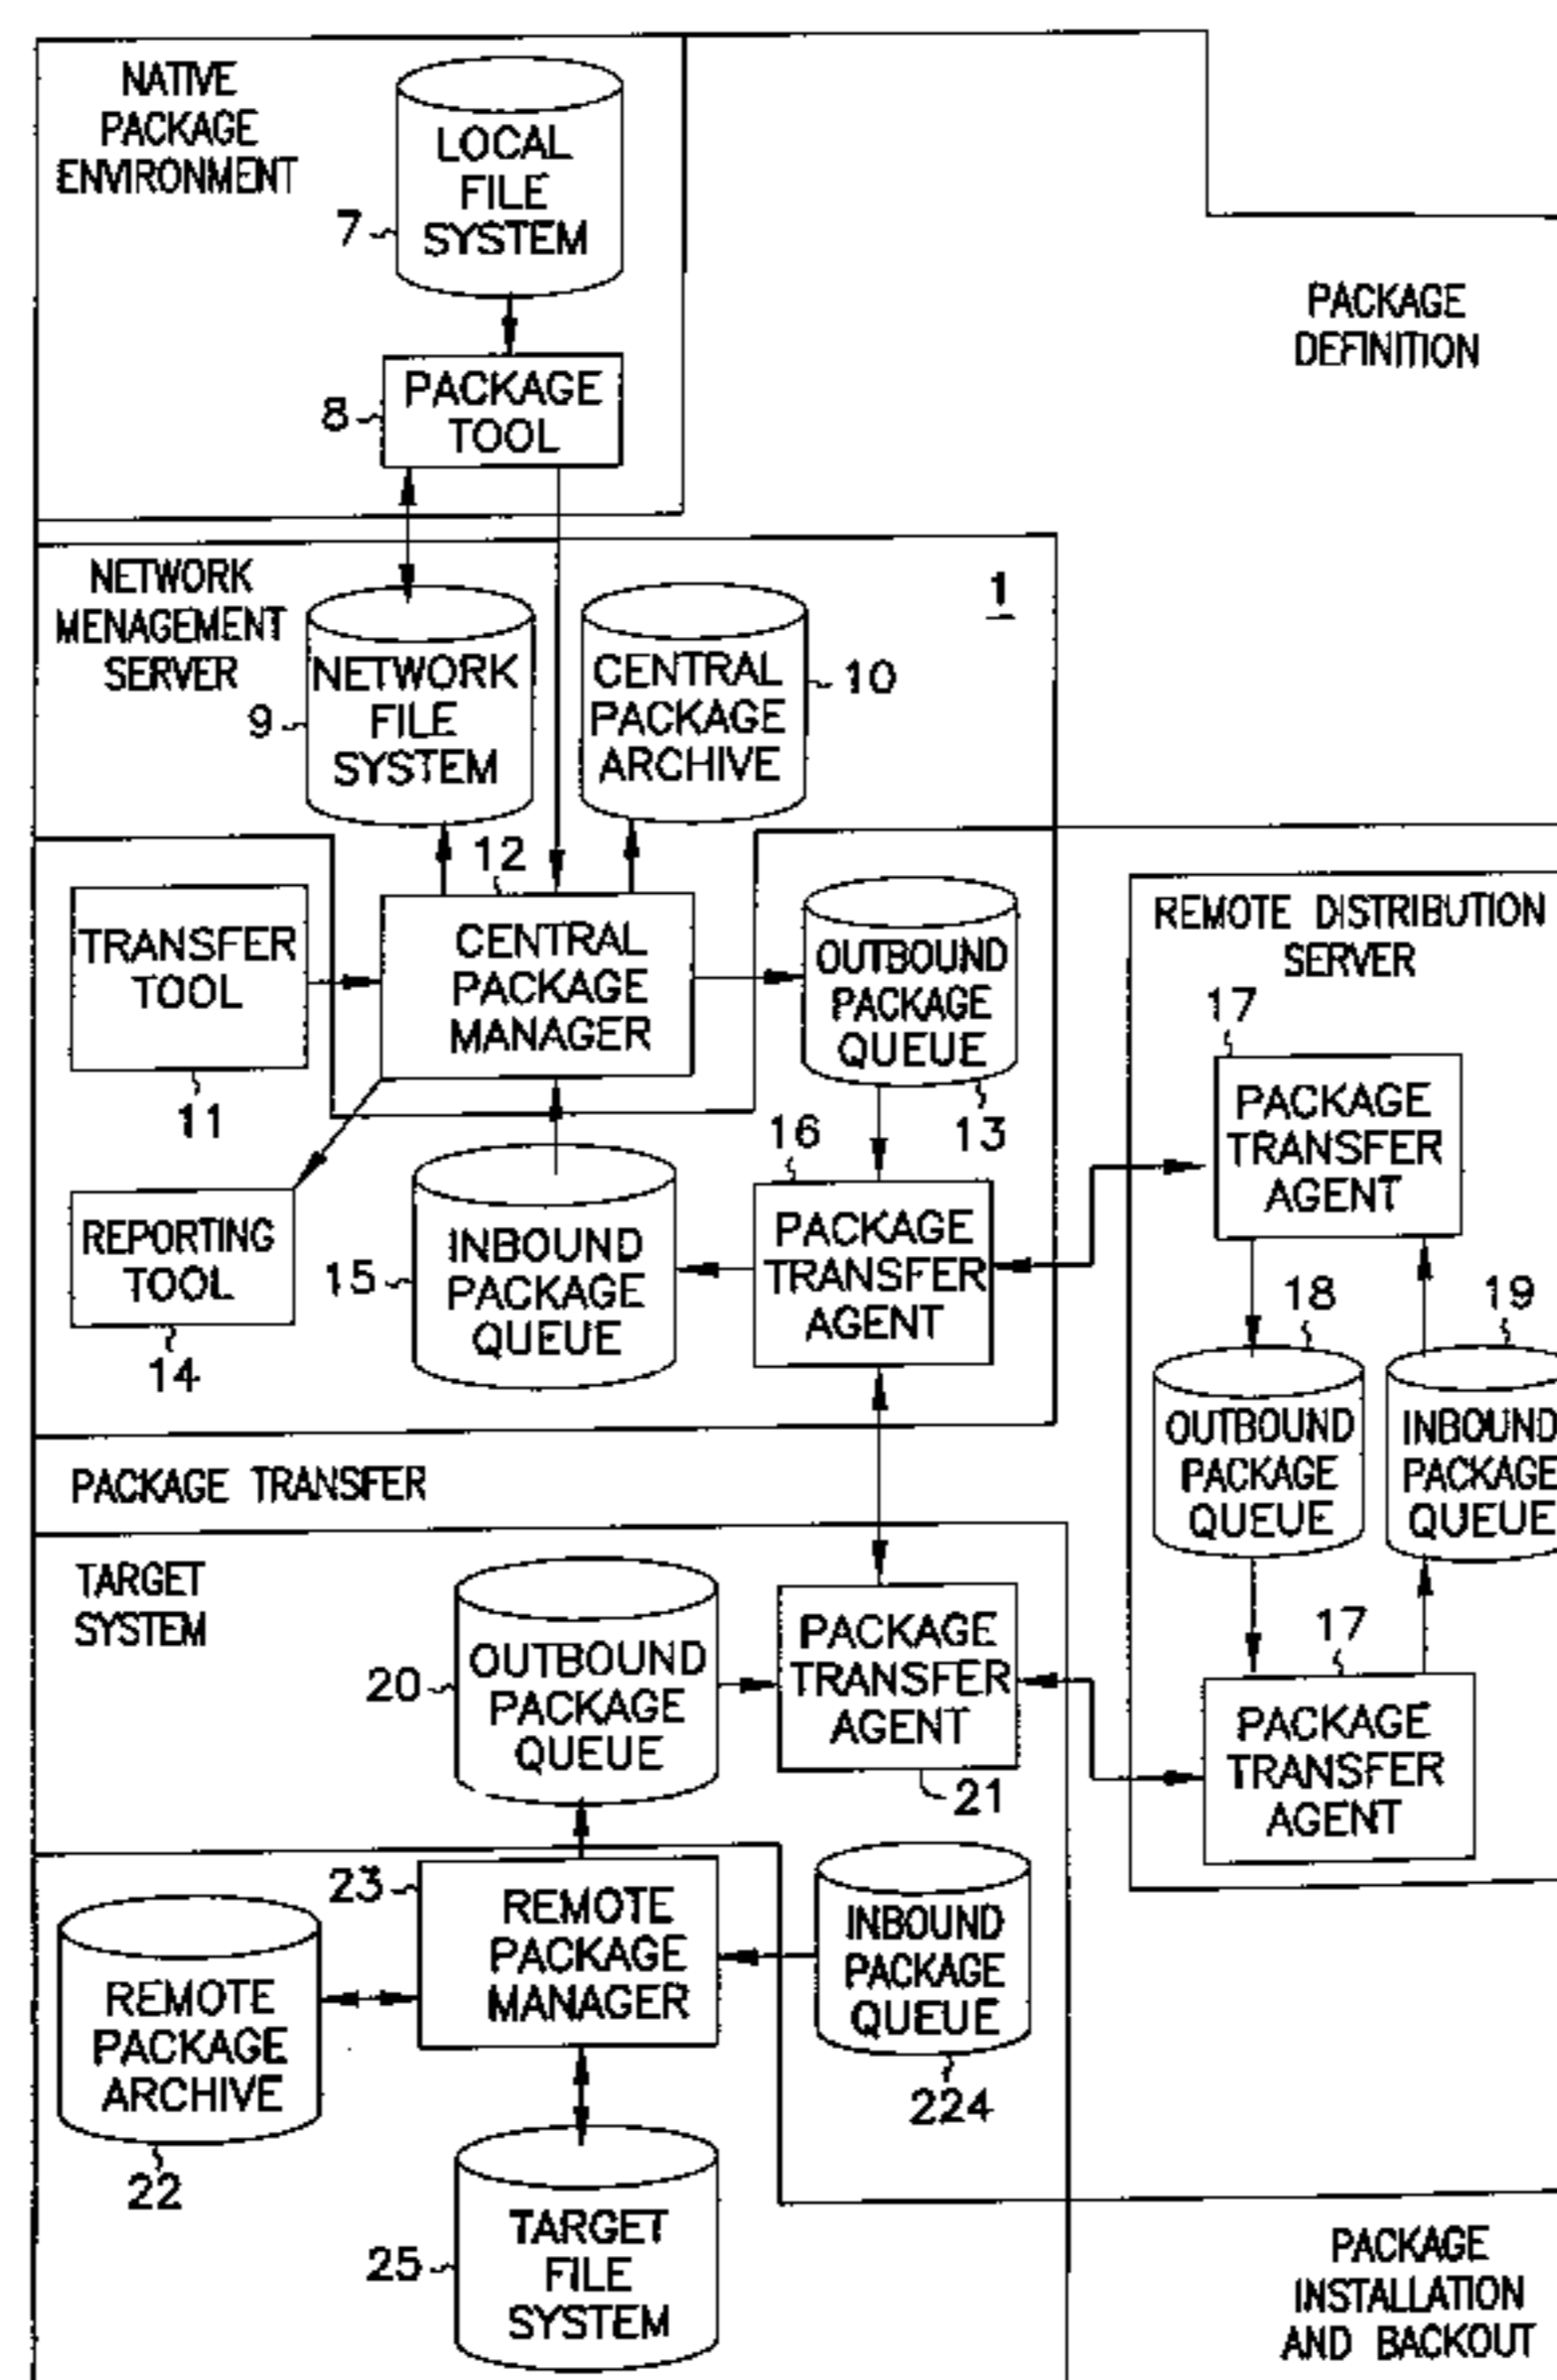 NATIVE
PACKAGE
ENVIRONMENT
LOCAL
FILE
SYSTEM
7
PACKAGE
DEFINITION
PACKAGE
TOOL
8
NETWORK
MENAGEMENT
SERVER
1
NETWORK
FILE
SYSTEM
9
CENTRAL
PACKAGE
ARCHIVE
10
12
TRANSFER
TOOL
11
CENTRAL
PACKAGE
MANAGER
OUTBOUND
PACKAGE
QUEUE
13
REMOTE DISTRIBUTION
SERVER
17
PACKAGE
TRANSFER
AGENT
16
REPORTING
TOOL
14
INBOUND
PACKAGE
QUEUE
15
PACKAGE
TRANSFER
AGENT
18
19
OUTBOUND
PACKAGE
QUEUE
INBOUND
PACKAGE
QUEUE
PACKAGE TRANSFER
TARGET
SYSTEM
OUTBOUND
PACKAGE
QUEUE
20
PACKAGE
TRANSFER
AGENT
21
17
PACKAGE
TRANSFER
AGENT
23
REMOTE
PACKAGE
MANAGER
INBOUND
PACKAGE
QUEUE
224
REMOTE
PACKAGE
ARCHIVE
22
TARGET
FILE
SYSTEM
25
PACKAGE
INSTALLATION
AND BACKOUT